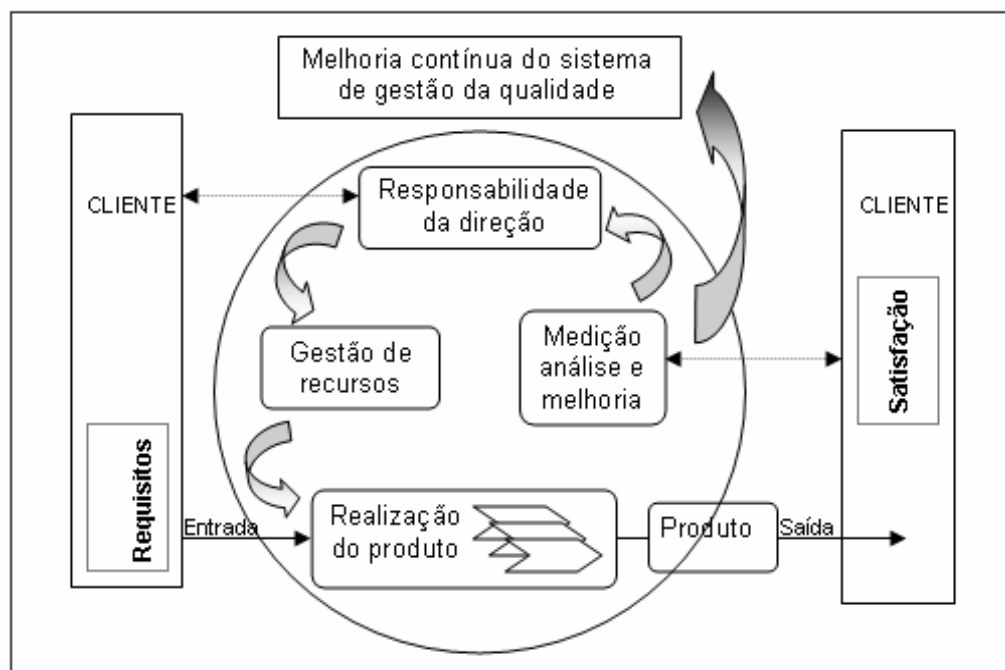 Melhoria contínua do sistema
de gestão da qualidade
CLIENTE
Responsabilidade
da direção
CLIENTE
Gestão de
recursos
Medição
análise e
melhoria
Satisfação
Requisitos
Entrada
Realização
do produto
Produto
Saída